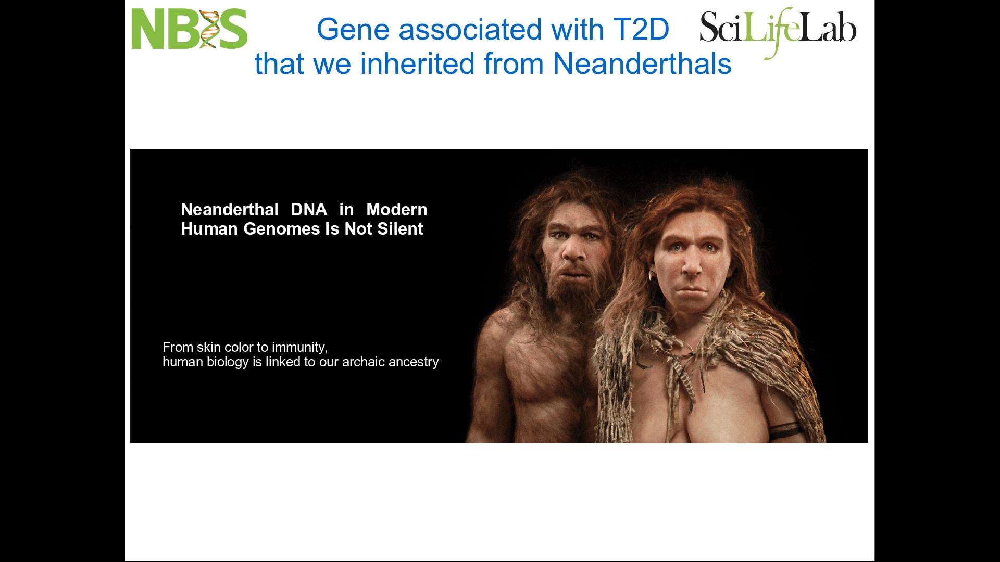 NBIS
Gene associated with T2D
that we inherited from Neanderthals
SciLifeLab
Neanderthal DNA in Modern
Human Genomes Is Not Silent
From skin color to immunity,
human biology is linked to our archaic ancestry